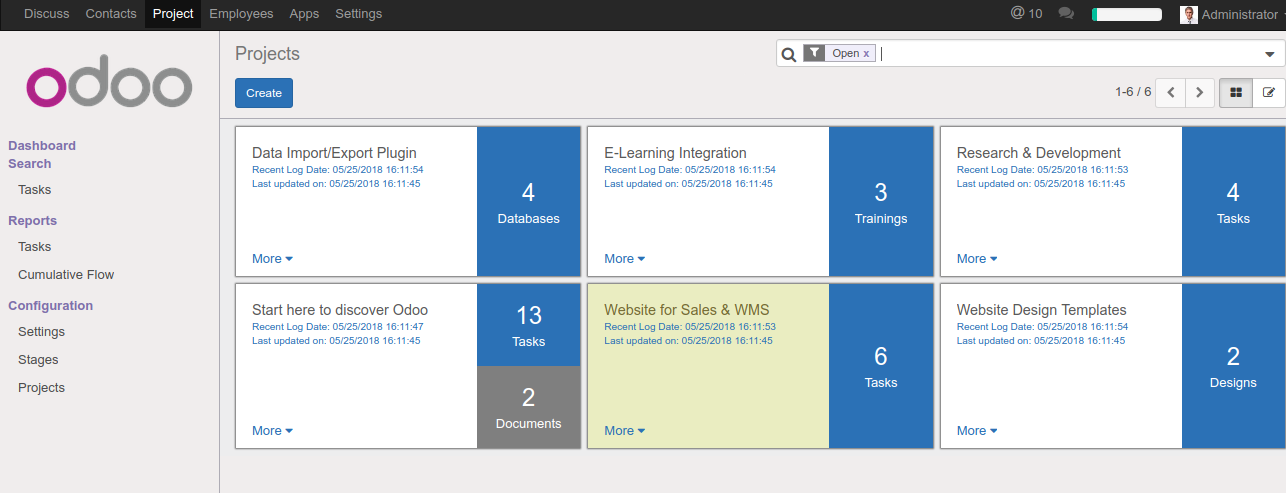 Discuss Contacts Project Employees Apps Settings @ 10 Administrator
odoo
Projects
Open x
Create
1-6 / 6
Dashboard
Search
Tasks
Reports
Tasks
Cumulative Flow
Configuration
Settings
Stages
Projects
Data Import/Export Plugin
Recent Log Date: 05/25/2018 16:11:54
Last updated on: 05/25/2018 16:11:45
More
4
Databases
E-Learning Integration
Recent Log Date: 05/25/2018 16:11:54
Last updated on: 05/25/2018 16:11:45
More
3
Trainings
Research & Development
Recent Log Date: 05/25/2018 16:11:53
Last updated on: 05/25/2018 16:11:45
More
4
Tasks
Start here to discover Odoo
Recent Log Date: 05/25/2018 16:11:47
Last updated on: 05/25/2018 16:11:45
More
13
Tasks
2
Documents
Website for Sales & WMS
Recent Log Date: 05/25/2018 16:11:53
Last updated on: 05/25/2018 16:11:45
More
6
Tasks
Website Design Templates
Recent Log Date: 05/25/2018 16:11:54
Last updated on: 05/25/2018 16:11:45
More
2
Designs